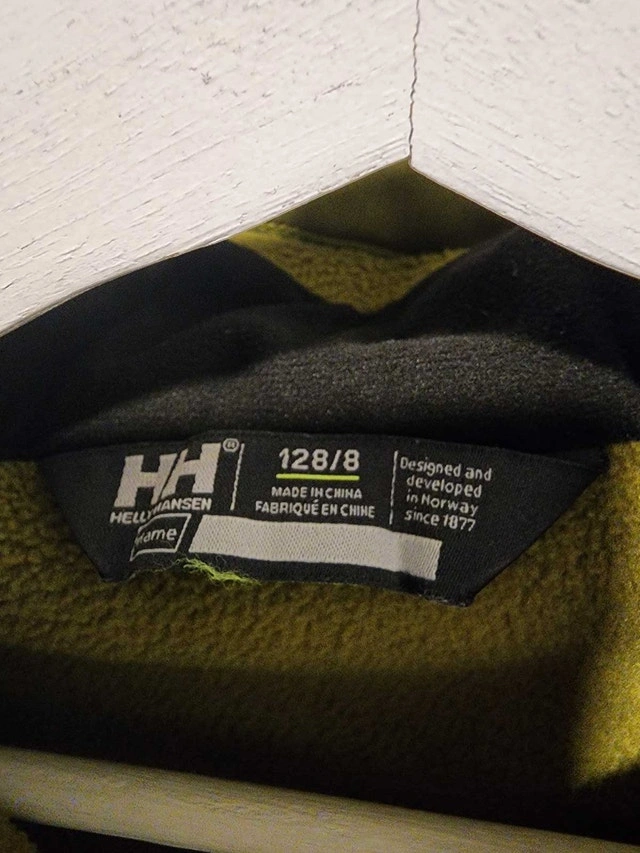 HH®
HELLY HANSEN
128/8
MADE IN CHINA
FABRIQUÉ EN CHINE
Designed and
developed
in Norway
since 1877
Name